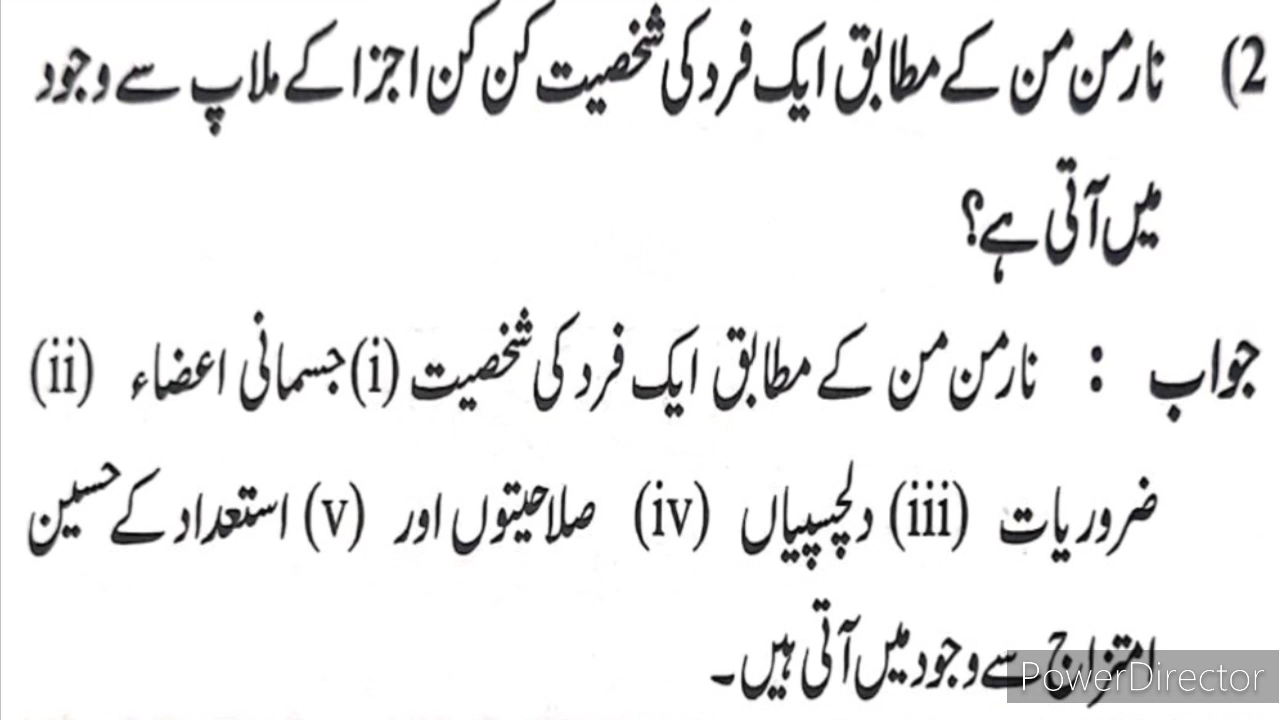 2) نارمن من کے مطابق ایک فرد کی شخصیت کن کن اجزا کے ملاپ سے وجود
میں آتی ہے؟
جواب : نارمن من کے مطابق ایک فرد کی شخصیت (i) جسمانی اعضاء (ii)
ضروریات (iii) دلچسپیاں (iv) صلاحیتوں اور (v) استعداد کے حسین
امتزاج سے وجود میں آتی ہیں۔
PowerDirector